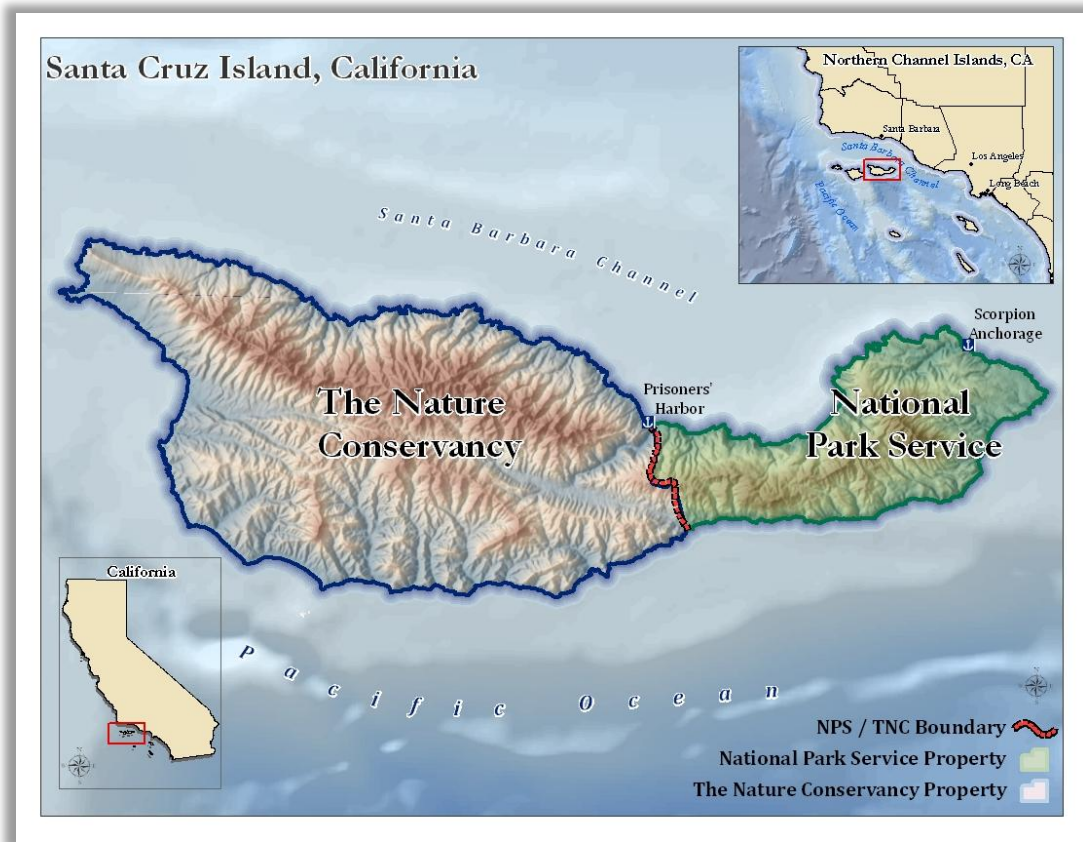 Santa Cruz Island, California
Northern Channel Islands, CA
Santa Barbara
Santa Barbara Channel
Los Angeles
Long Beach
Pacific Ocean
Santa Barbara Channel
Scorpion
Anchorage
Prisoners'
Harbor
The Nature
Conservancy
National
Park Service
California
Pacific Ocean
NPS / TNC Boundary
National Park Service Property
The Nature Conservancy Property